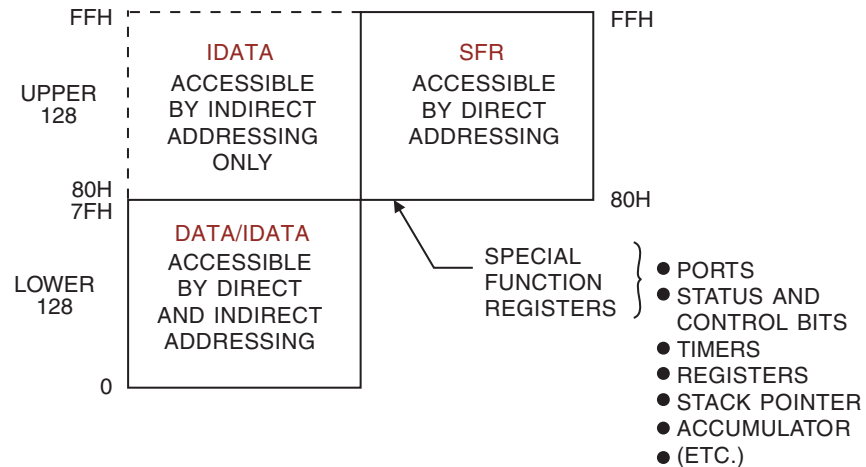 FFH
UPPER
128
80H
7FH
LOWER
128
0
IDATA
ACCESSIBLE
BY INDIRECT
ADDRESSING
ONLY
SFR
ACCESSIBLE
BY DIRECT
ADDRESSING
FFH
80H
DATA/IDATA
ACCESSIBLE
BY DIRECT
AND INDIRECT
ADDRESSING
SPECIAL
FUNCTION
REGISTERS
● PORTS
● STATUS AND
CONTROL BITS
● TIMERS
● REGISTERS
● STACK POINTER
● ACCUMULATOR
● (ETC.)